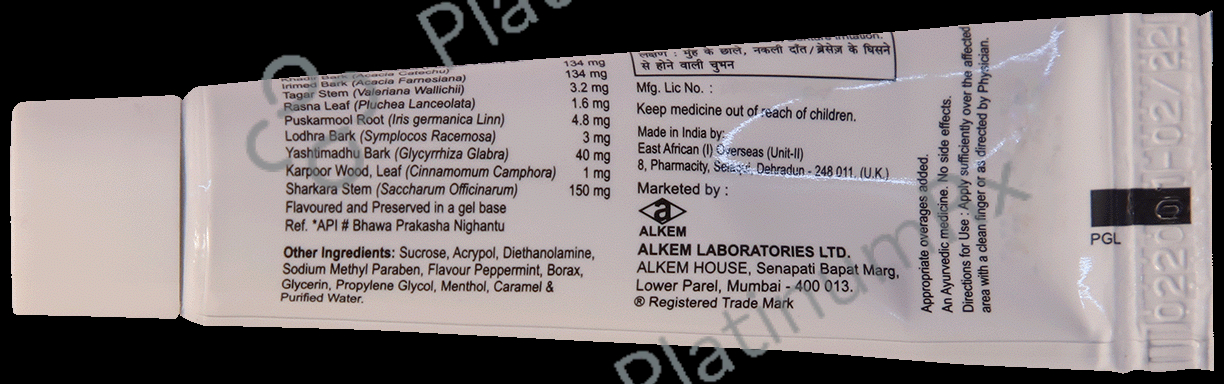 134 mg
Khadir Bark (Acacia Catechu)
Irimed Bark (Acacia Farnesiana) 134 mg
Tagar Stem (Valeriana Wallichii) 3.2 mg
Rasna Leaf (Pluchea Lanceolata) 1.6 mg
Puskarmool Root (Iris germanica Linn) 4.8 mg
Lodhra Bark (Symplocos Racemosa) 3 mg
Yashimadhu Bark (Glycyrrhiza Glabra) 40 mg
Karpoor Wood, Leaf (Cinnamomum Camphora) 1 mg
Sharkara Stem (Saccharum Officinarum) 150 mg
Flavoured and Preserved in a gel base
Ref. *API # Bhawa Prakasha Nighantu
Other Ingredients: Sucrose, Acrypol, Diethanolamine,
Sodium Methyl Paraben, Flavour Peppermint, Borax,
Glycerin, Propylene Glycol, Menthol, Caramel &
Purified Water.
irritation.
लक्षण : मुंह के छाले, नकली दाँत/ब्रेसेज़ के घिसने
से होने वाली चुभन
Mfg. Lic No. :
Keep medicine out of reach of children.
Made in India by:
East African (I) Overseas (Unit-II)
8, Pharmacity, Selaqui, Dehradun - 248 011. (U.K.)
Marketed by :
a
ALKEM
ALKEM LABORATORIES LTD.
ALKEM HOUSE, Senapati Bapat Marg,
Lower Parel, Mumbai - 400 013.
® Registered Trade Mark
Appropriate overages added.
An Ayurvedic medicine. No side effects.
Directions for Use : Apply sufficiently over the affected
area with a clean finger or as directed by Physician.
PGL
PlatinumRx